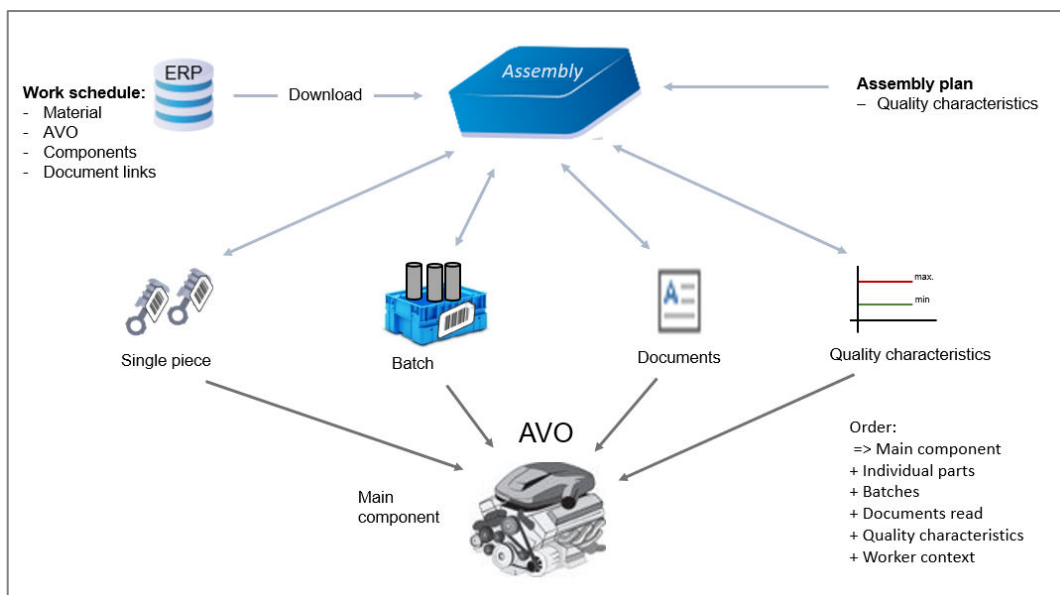 ERP
Work schedule:
- Material
- AVO
- Components
- Document links
Download
Assembly
Assembly plan
– Quality characteristics
max.
min
Single piece
Batch
Documents
Quality characteristics
A
AVO
Main
component
Order:
=> Main component
+ Individual parts
+ Batches
+ Documents read
+ Quality characteristics
+ Worker context